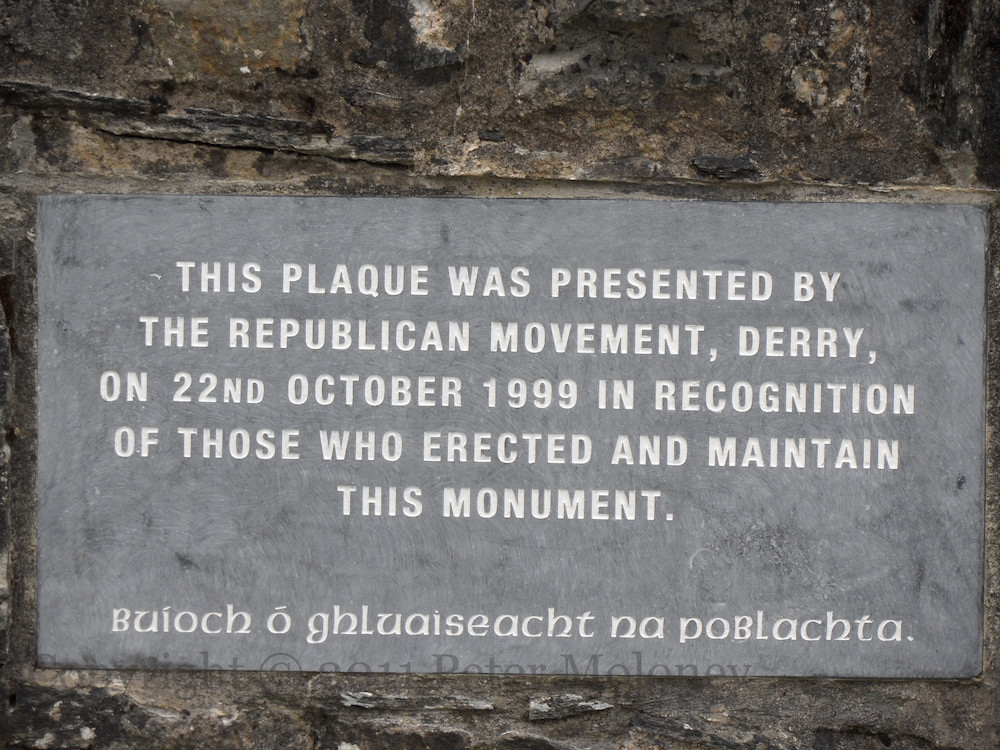 THIS PLAQUE WAS PRESENTED BY
THE REPUBLICAN MOVEMENT, DERRY,
ON 22ND OCTOBER 1999 IN RECOGNITION
OF THOSE WHO ERECTED AND MAINTAIN
THIS MONUMENT.
Buíoch ó ghluaiseacht na poblachta.
Copyright © 2011 Peter Moloney